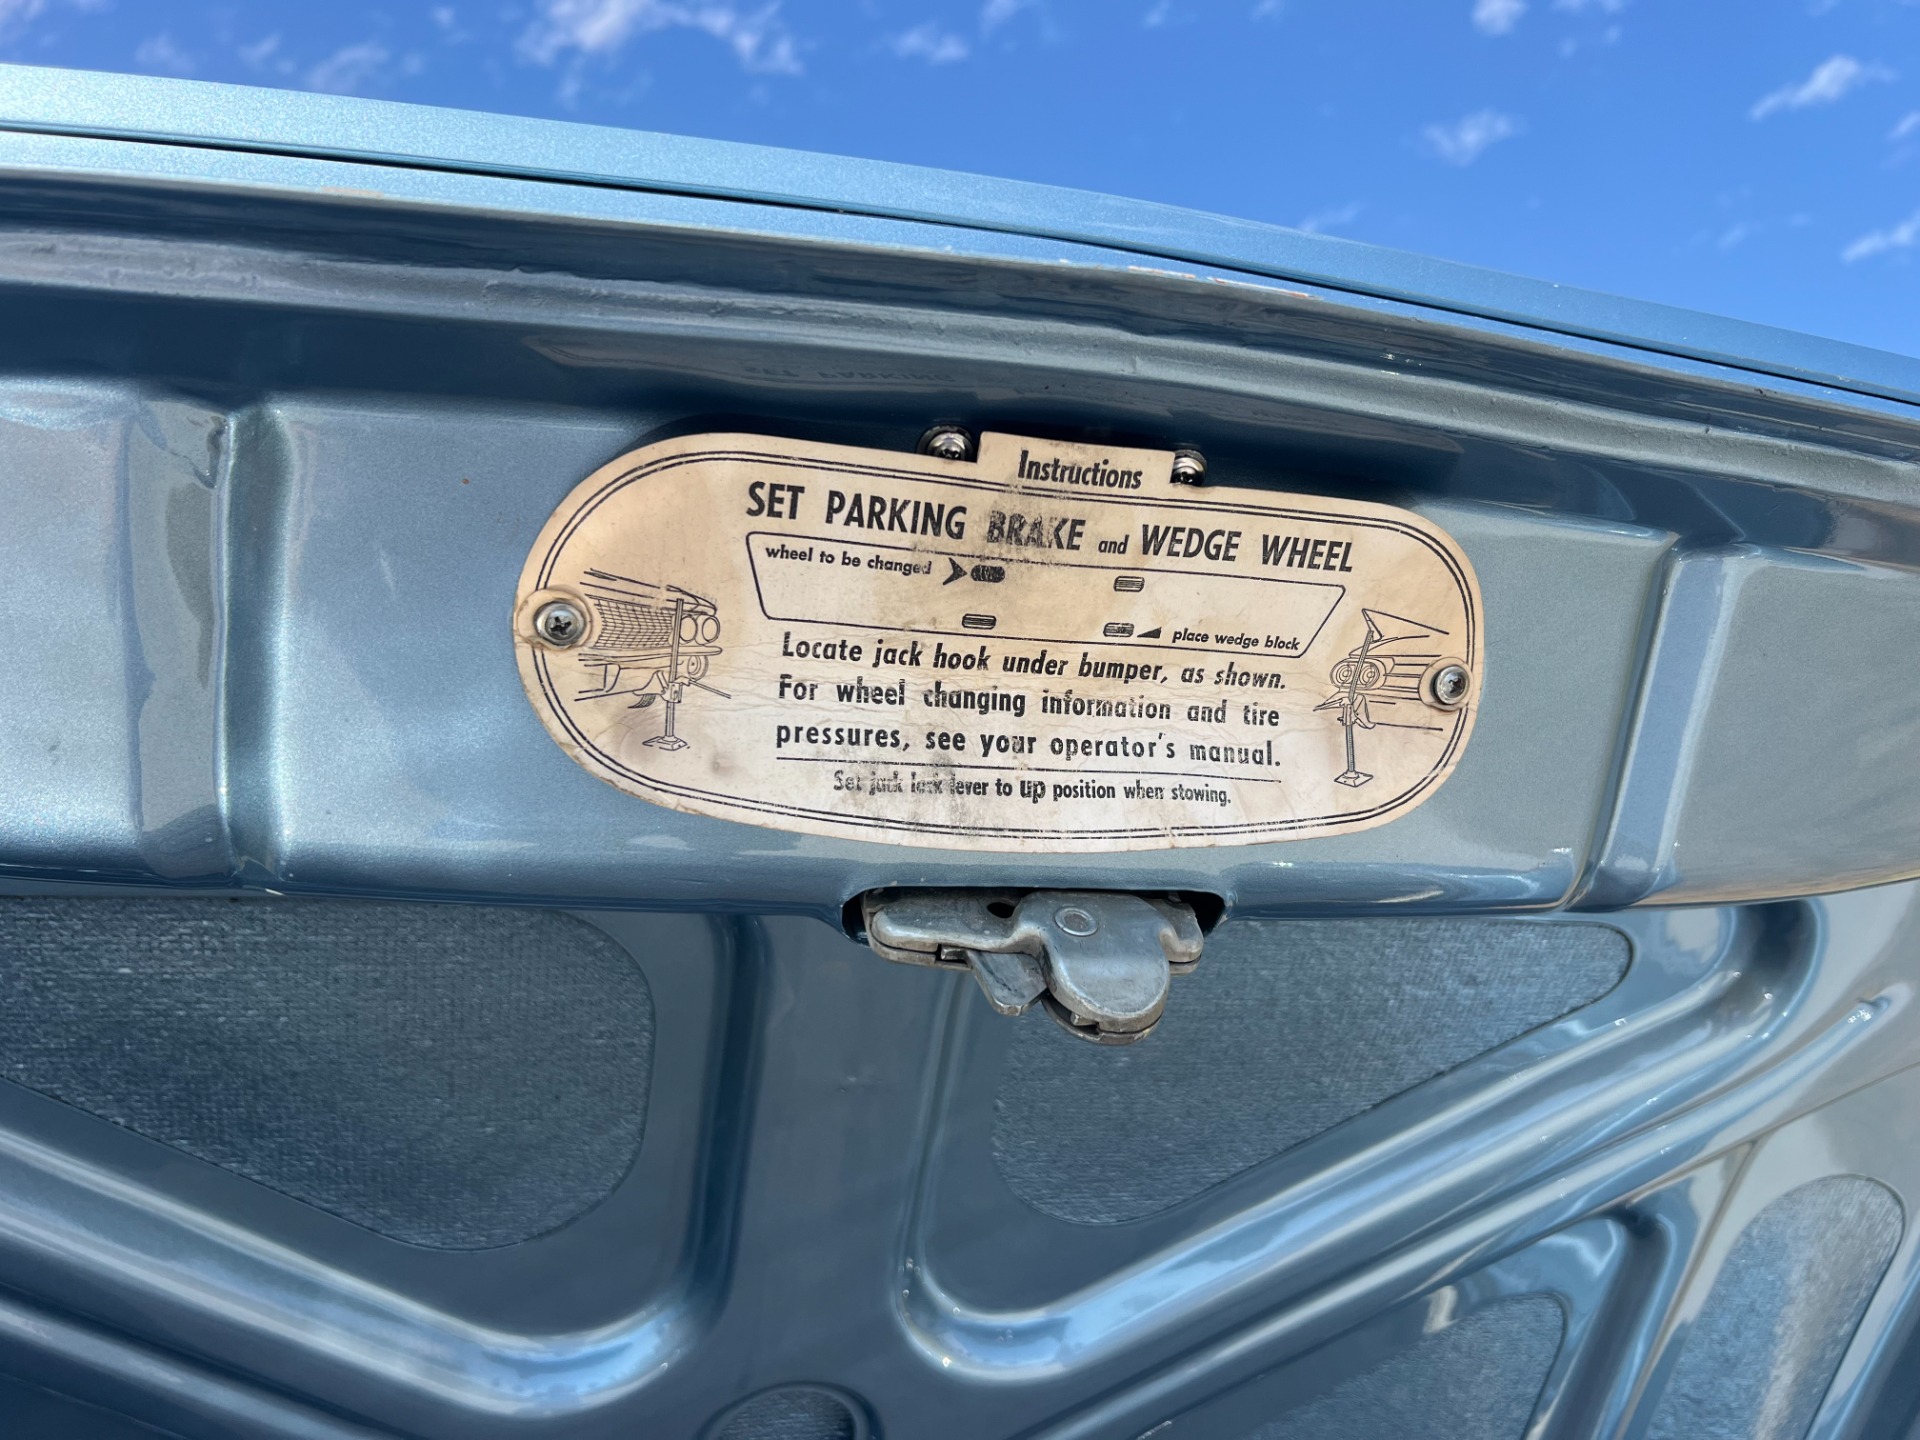 Instructions
SET PARKING BRAKE and WEDGE WHEEL
wheel to be changed
place wedge block
Locate jack hook under bumper, as shown.
For wheel changing information and tire
pressures, see your operator's manual.
Set jack lock lever to up position when stowing.